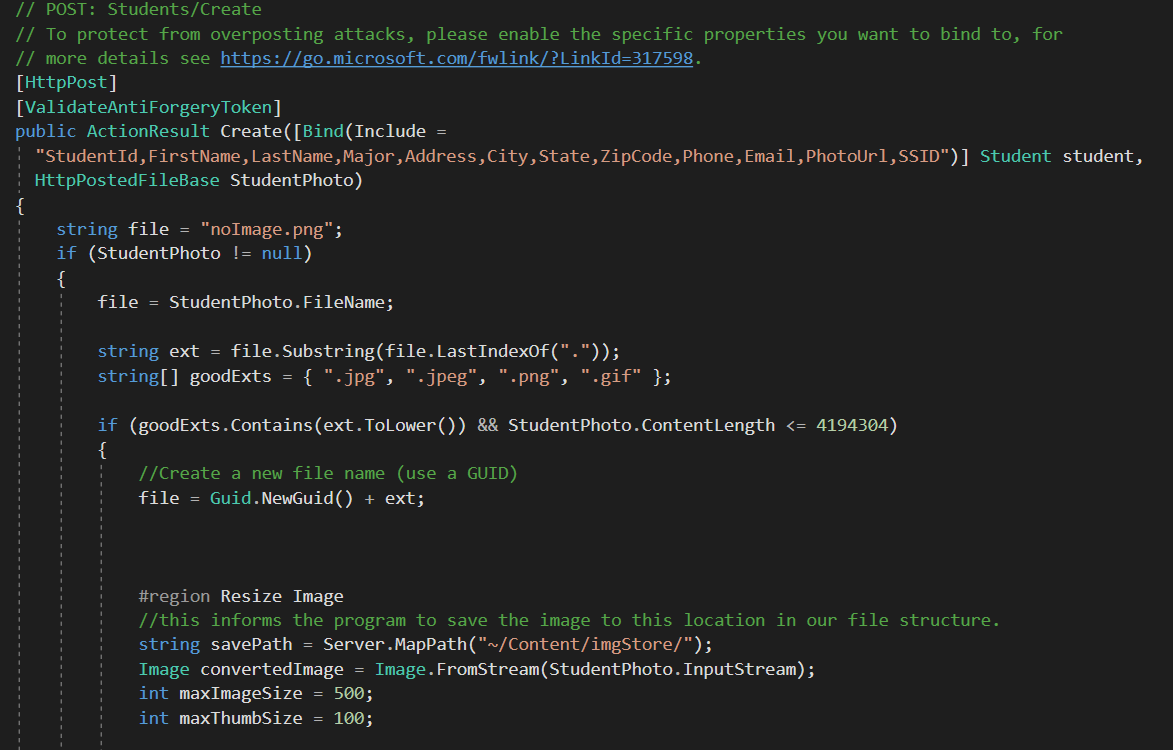 // POST: Students/Create
// To protect from overposting attacks, please enable the specific properties you want to bind to, for
// more details see https://go.microsoft.com/fwlink/?LinkId=317598.
[HttpPost]
[ValidateAntiForgeryToken]
public ActionResult Create([Bind(Include =
"StudentId,FirstName,LastName,Major,Address,City,State,ZipCode,Phone,Email,PhotoUrl,SSID")] Student student,
HttpPostedFileBase StudentPhoto)
{
string file = "noImage.png";
if (StudentPhoto != null)
{
file = StudentPhoto.FileName;
string ext = file.Substring(file.LastIndexOf("."));
string[] goodExts = { ".jpg", ".jpeg", ".png", ".gif" };
if (goodExts.Contains(ext.ToLower()) && StudentPhoto.ContentLength <= 4194304)
{
//Create a new file name (use a GUID)
file = Guid.NewGuid() + ext;
#region Resize Image
//this informs the program to save the image to this location in our file structure.
string savePath = Server.MapPath("~/Content/imgStore/");
Image convertedImage = Image.FromStream(StudentPhoto.InputStream);
int maxImageSize = 500;
int maxThumbSize = 100;